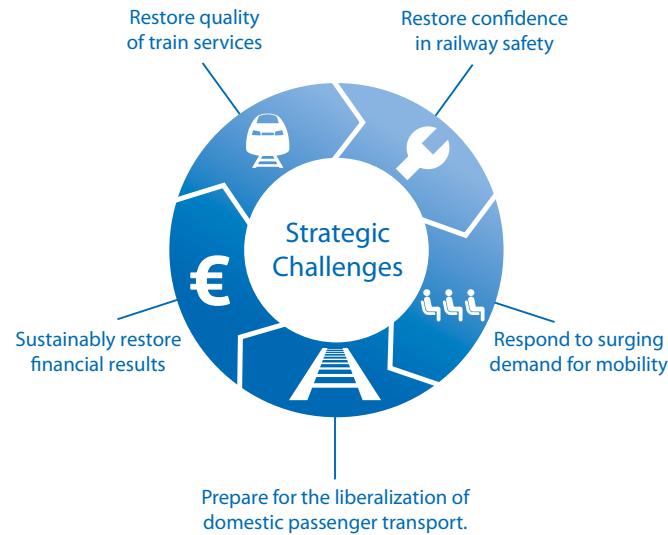 Restore quality
of train services
Restore confidence
in railway safety
Strategic
Challenges
€
Sustainably restore
financial results
Respond to surging
demand for mobility
Prepare for the liberalization of
domestic passenger transport.